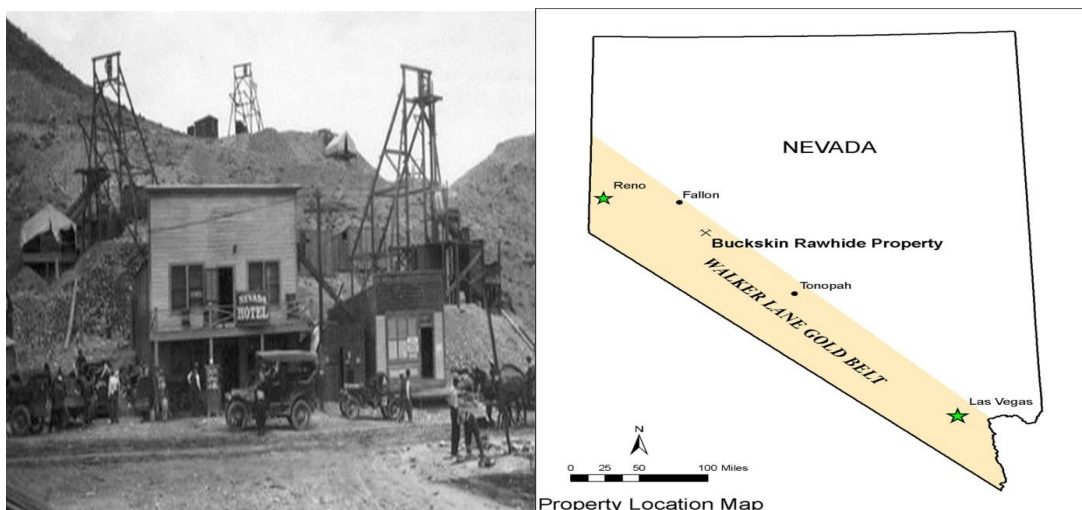 NEVADA
HOTEL
NEVADA
Reno
Fallon
Buckskin Rawhide Property
Tonopah
WALKER LANE GOLD BELT
Las Vegas
N
0 25 50 100 Miles
Property Location Map